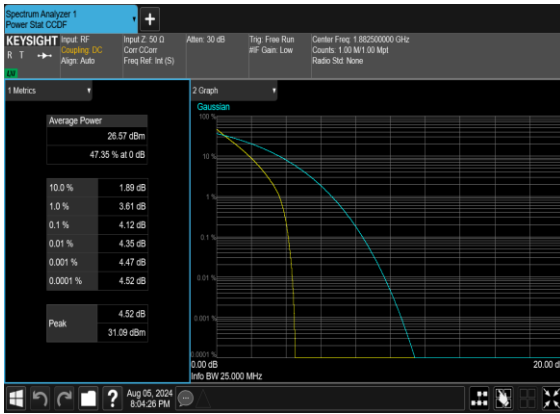 Spectrum Analyzer 1
Power Stat CCDF
KEYSIGHT
R T
LXI
Input: RF
Coupling: DC
Align: Auto
Input Z: 50 Ω
Corr CCorr
Freq Ref: Int (S)
Atten: 30 dB
Trig: Free Run
#IF Gain: Low
Center Freq: 1.882500000 GHz
Counts: 1.00 M/1.00 Mpt
Radio Std: None
1 Metrics
Average Power
26.57 dBm
47.35 % at 0 dB
10.0 % 1.89 dB
1.0 % 3.61 dB
0.1 % 4.12 dB
0.01 % 4.35 dB
0.001 % 4.47 dB
0.0001 % 4.52 dB
Peak
4.52 dB
31.09 dBm
2 Graph
Gaussian
100 %
10 %
1 %
0.1 %
0.01 %
0.001 %
0.0001 %
0.00 dB
20.00 d
Info BW 25.000 MHz
?
Aug 05, 2024
8:04:26 PM